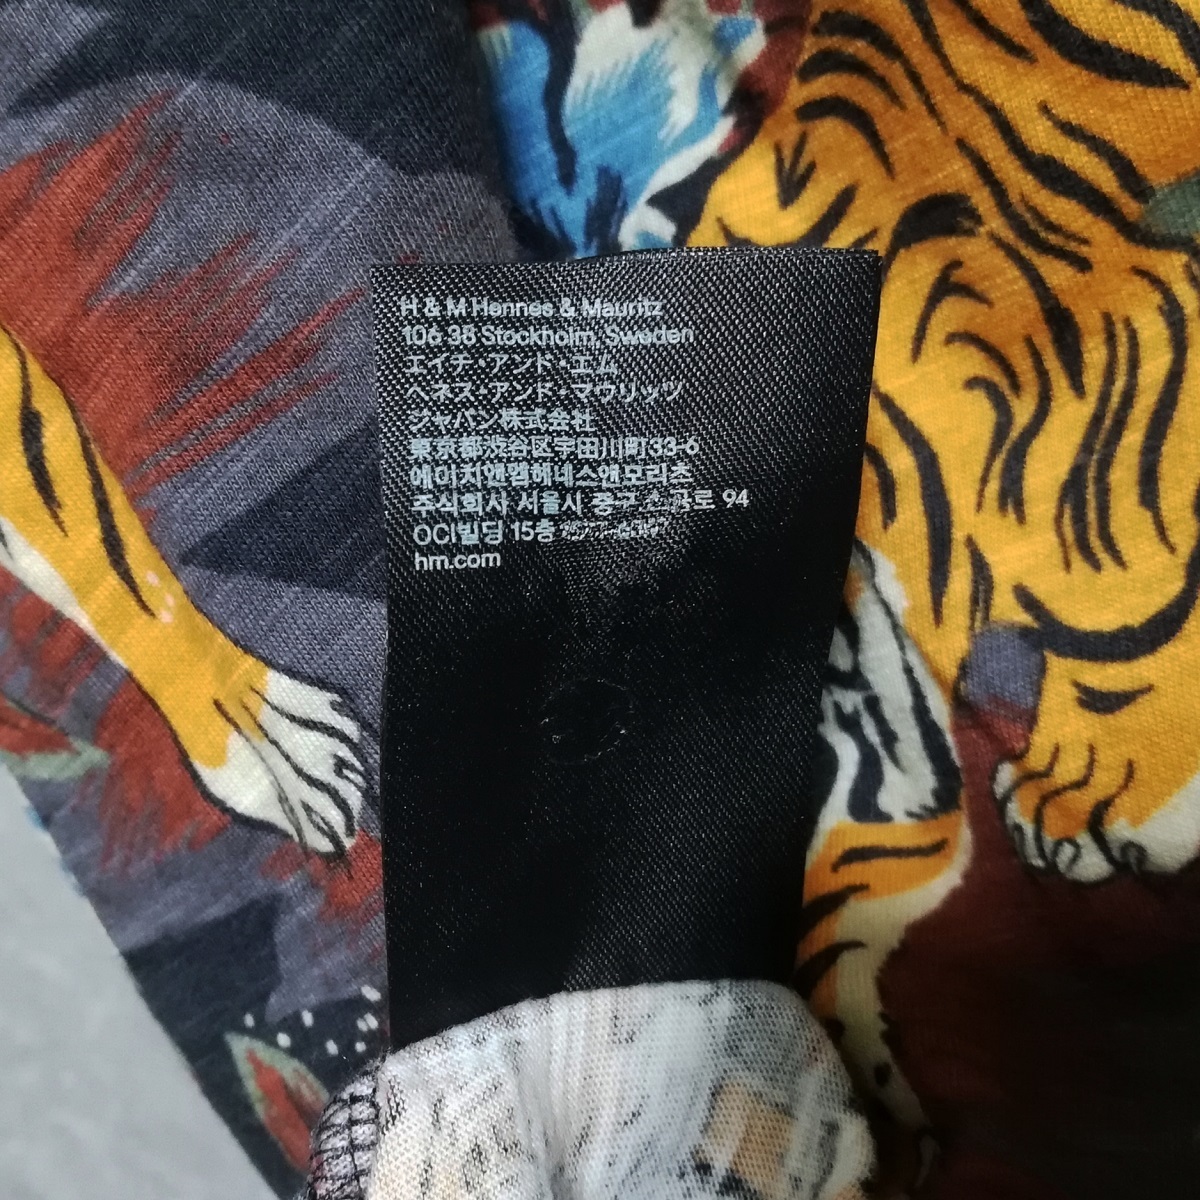 H & M Hennes & Mauritz
106 38 Stockholm, Sweden
エイチ・アンド・エム
ヘネス・アンド・マウリッツ
ジャパン株式会社
東京都渋谷区宇田川町33-6
에이치앤엠헤네스앤모리츠
주식회사 서울시 중구 소공로 94
OCI빌딩 15층
hm.com